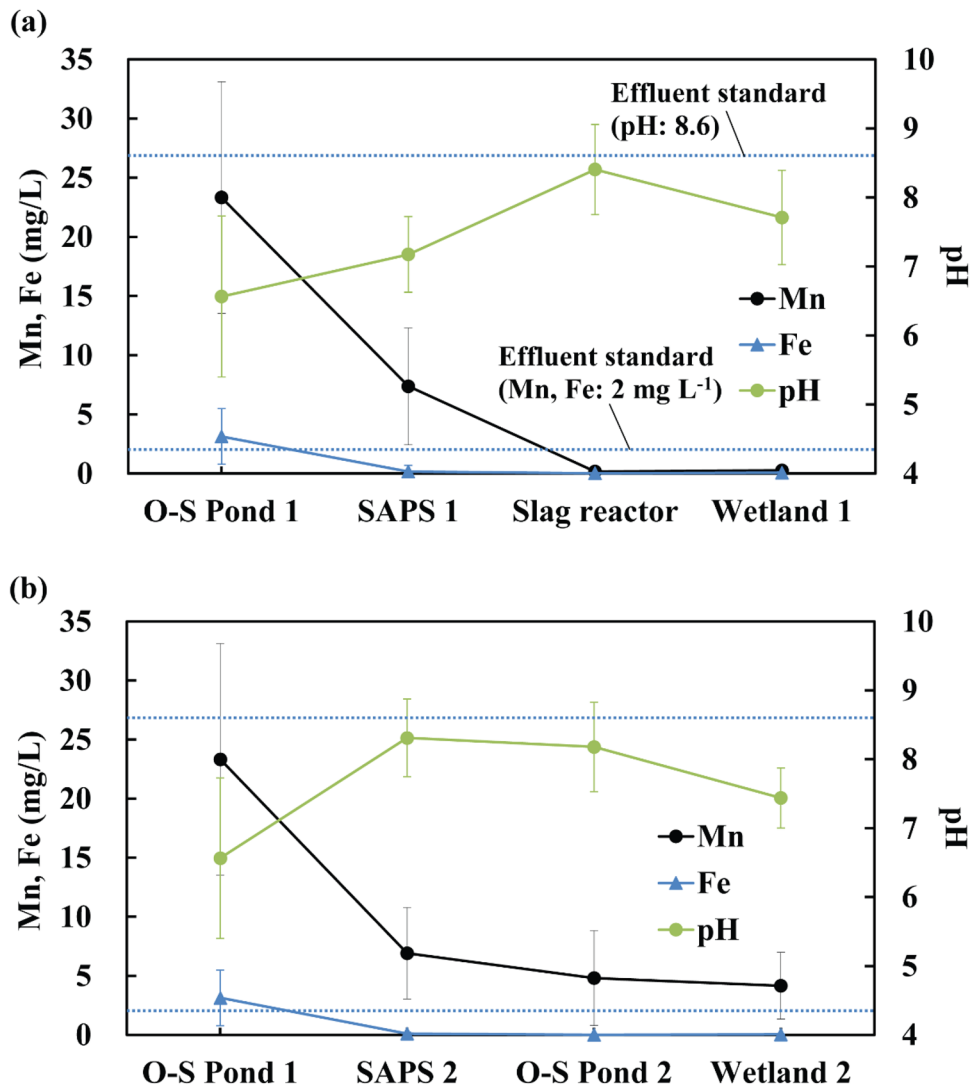 (a)
35
30
25
20
15
10
5
0
Mn, Fe (mg/L)
10
9
8
7
6
5
4
pH
Effluent standard
(pH: 8.6)
Mn
Fe
pH
Effluent standard
(Mn, Fe: 2 mg L⁻¹)
O-S Pond 1
SAPS 1
Slag reactor
Wetland 1
(b)
35
30
25
20
15
10
5
0
Mn, Fe (mg/L)
10
9
8
7
6
5
4
pH
Mn
Fe
pH
O-S Pond 1
SAPS 2
O-S Pond 2
Wetland 2